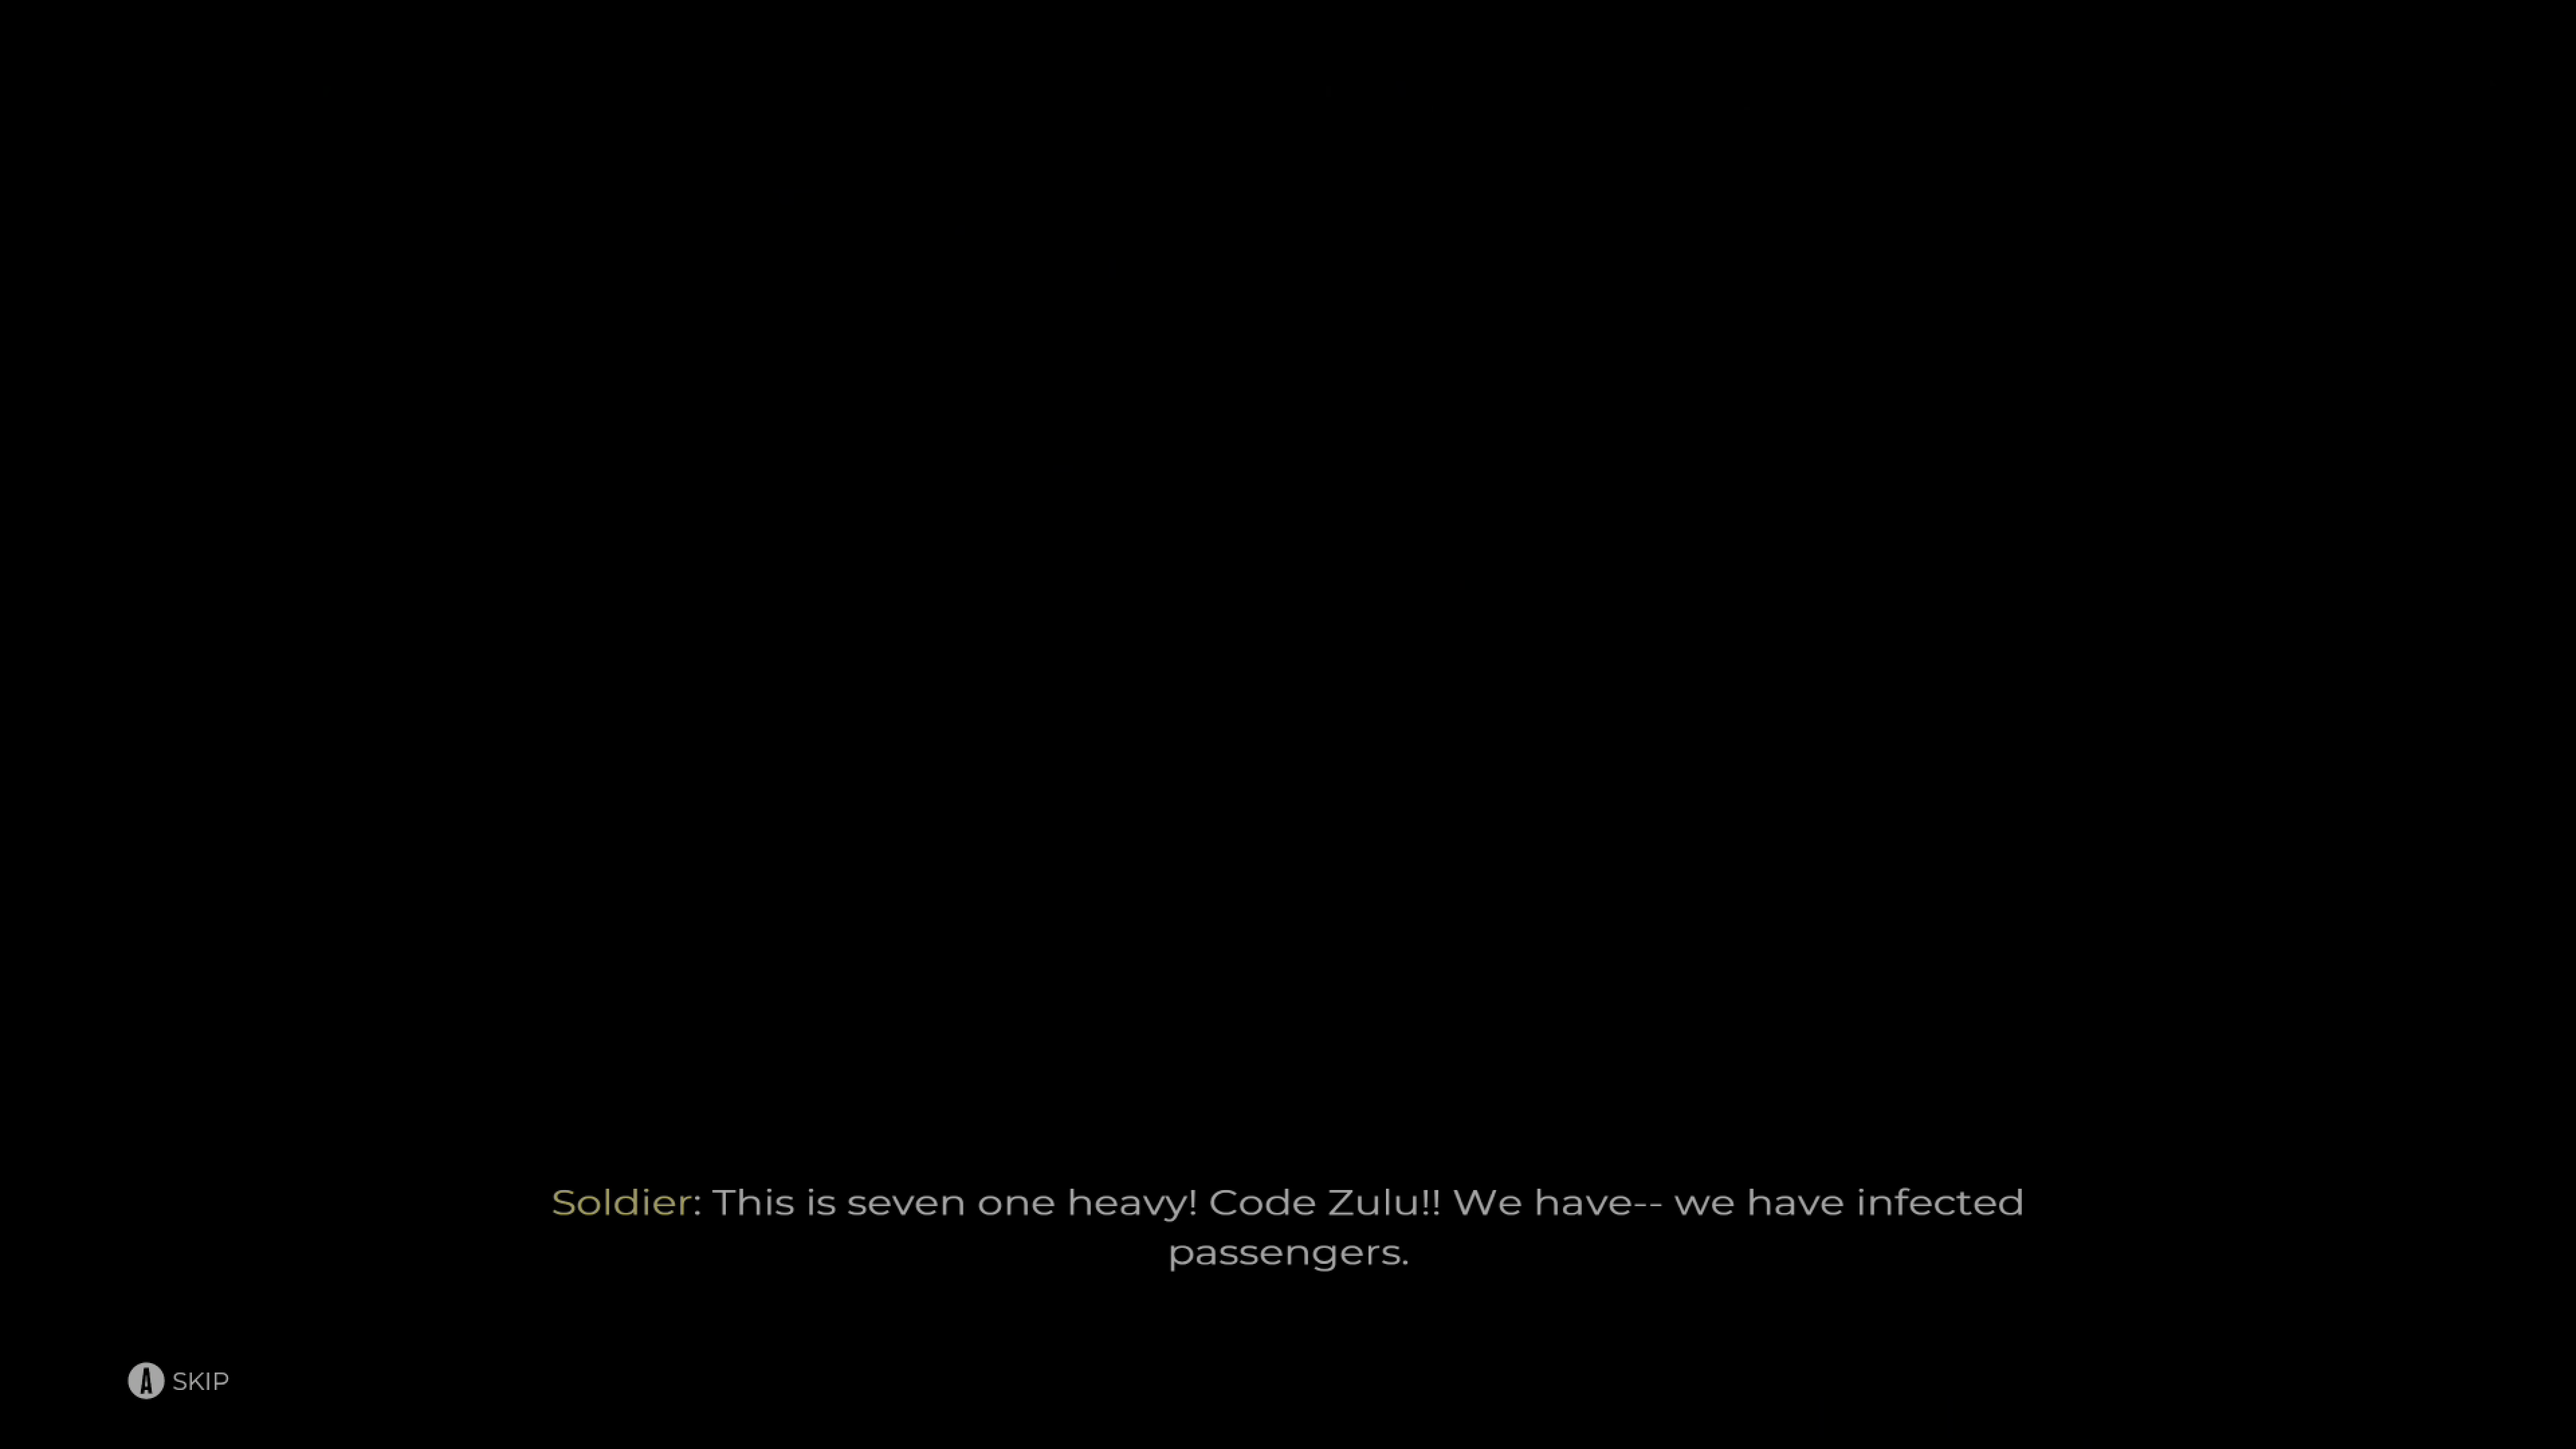 Soldier: This is seven one heavy! Code Zulu!! We have-- we have infected
passengers.
A SKIP